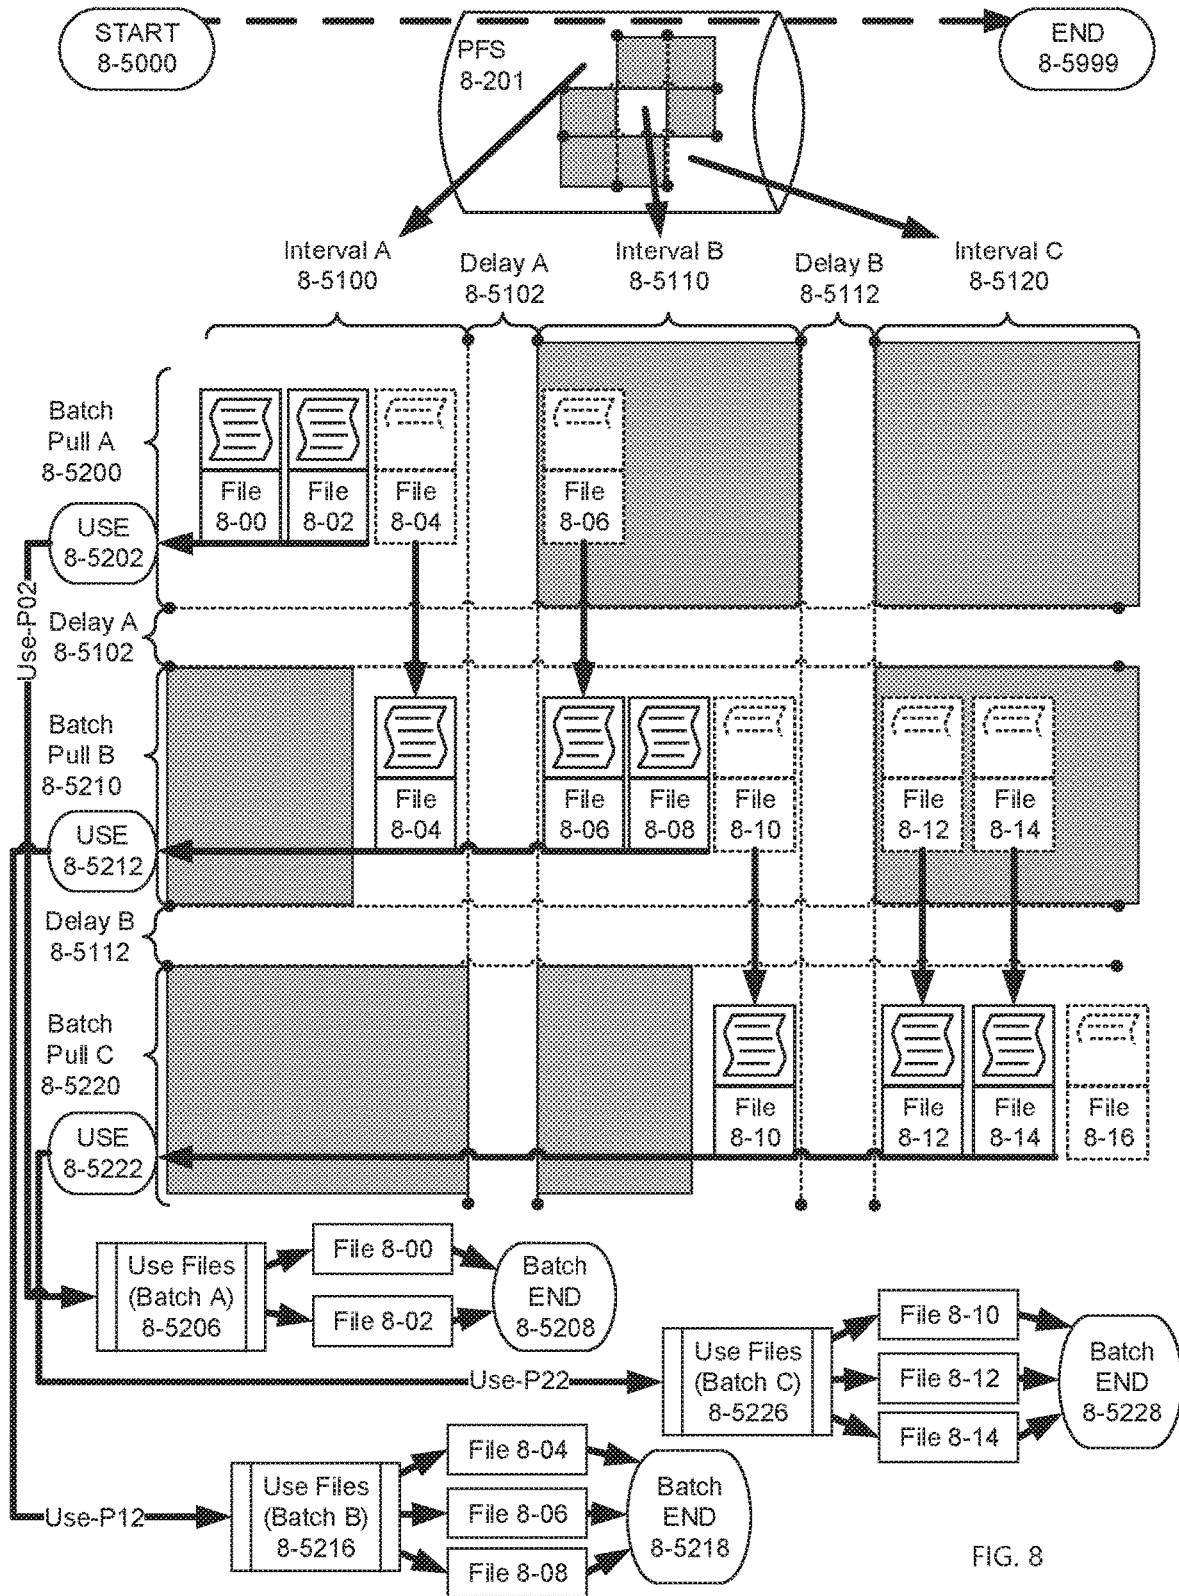 START
8-5000
PFS
8-201
END
8-5999
Interval A
8-5100
Delay A
8-5102
Interval B
8-5110
Delay B
8-5112
Interval C
8-5120
Batch
Pull A
8-5200
File
8-00
File
8-02
File
8-04
File
8-06
USE
8-5202
Use-P02
Delay A
8-5102
Batch
Pull B
8-5210
File
8-04
File
8-06
File
8-08
File
8-10
File
8-12
File
8-14
USE
8-5212
Delay B
8-5112
Batch
Pull C
8-5220
File
8-10
File
8-12
File
8-14
File
8-16
USE
8-5222
Use Files
(Batch A)
8-5206
File 8-00
File 8-02
Batch
END
8-5208
Use-P22
Use Files
(Batch C)
8-5226
File 8-10
File 8-12
File 8-14
Batch
END
8-5228
Use-P12
Use Files
(Batch B)
8-5216
File 8-04
File 8-06
File 8-08
Batch
END
8-5218
FIG. 8